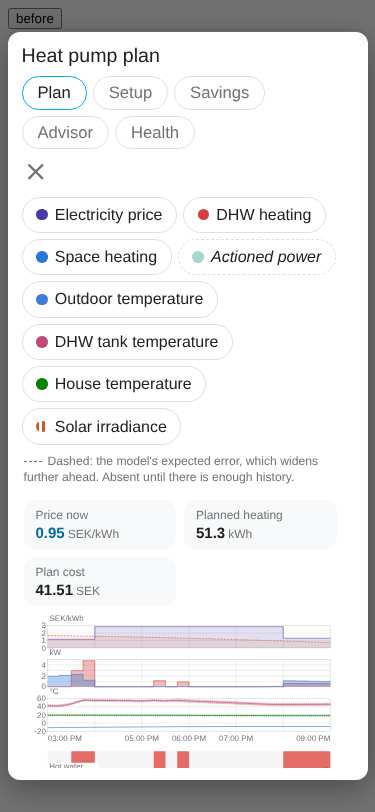 before
Heat pump plan
Plan
Setup
Savings
Advisor
Health
Electricity price
DHW heating
Space heating
Actioned power
Outdoor temperature
DHW tank temperature
House temperature
Solar irradiance
---- Dashed: the model's expected error, which widens
further ahead. Absent until there is enough history.
Price now
0.95 SEK/kWh
Planned heating
51.3 kWh
Plan cost
41.51 SEK
SEK/kWh
3
2
1
0
kW
4
2
0
°C
60
40
20
0
-20
03:00 PM 05:00 PM 06:00 PM 07:00 PM 09:00 PM
Hot water